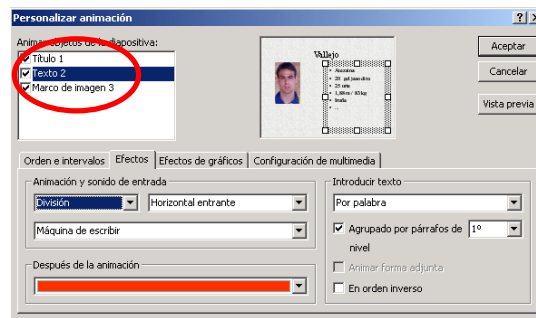 Personalizar animación
Animar objetos de la diapositiva:
Título 1
Texto 2
Marco de imagen 3
Vallejo
Aceptar
Cancelar
Vista previa
Orden e intervalos
Efectos
Efectos de gráficos
Configuración de multimedia
Animación y sonido de entrada
División
Horizontal entrante
Máquina de escribir
Después de la animación
Introducir texto
Por palabra
Agrupado por párrafos de 1º
nivel
Animar forma adjunta
En orden inverso